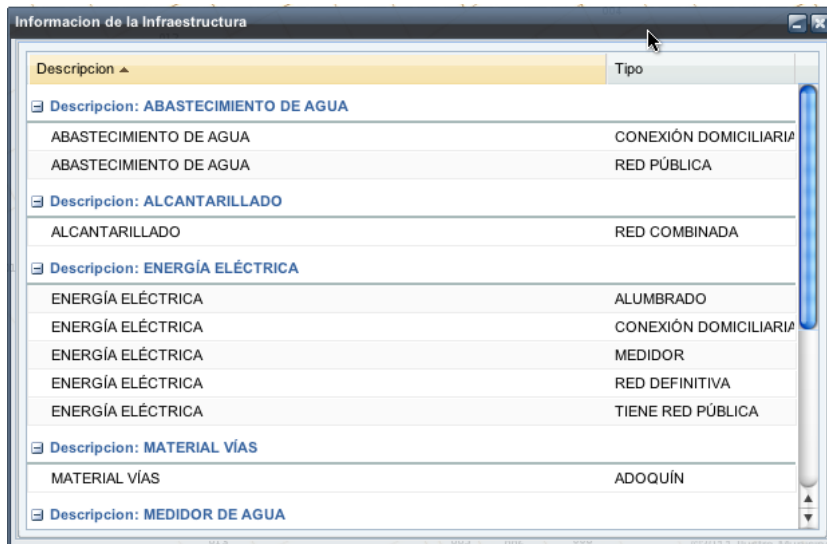 Informacion de la Infraestructura
Descripcion Tipo
Descripcion: ABASTECIMIENTO DE AGUA
ABASTECIMIENTO DE AGUA CONEXIÓN DOMICILIARIA
ABASTECIMIENTO DE AGUA RED PÚBLICA
Descripcion: ALCANTARILLADO
ALCANTARILLADO RED COMBINADA
Descripcion: ENERGÍA ELÉCTRICA
ENERGÍA ELÉCTRICA ALUMBRADO
ENERGÍA ELÉCTRICA CONEXIÓN DOMICILIARIA
ENERGÍA ELÉCTRICA MEDIDOR
ENERGÍA ELÉCTRICA RED DEFINITIVA
ENERGÍA ELÉCTRICA TIENE RED PÚBLICA
Descripcion: MATERIAL VÍAS
MATERIAL VÍAS ADOQUÍN
Descripcion: MEDIDOR DE AGUA